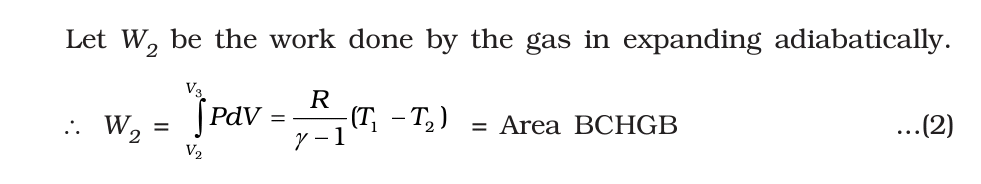 Let W₂ be the work done by the gas in expanding adiabatically.
∴ W₂ = ∫_{V₂}^{V₃} PdV = \frac{R}{γ – 1}(T₁ – T₂) = Area BCHGB ...(2)